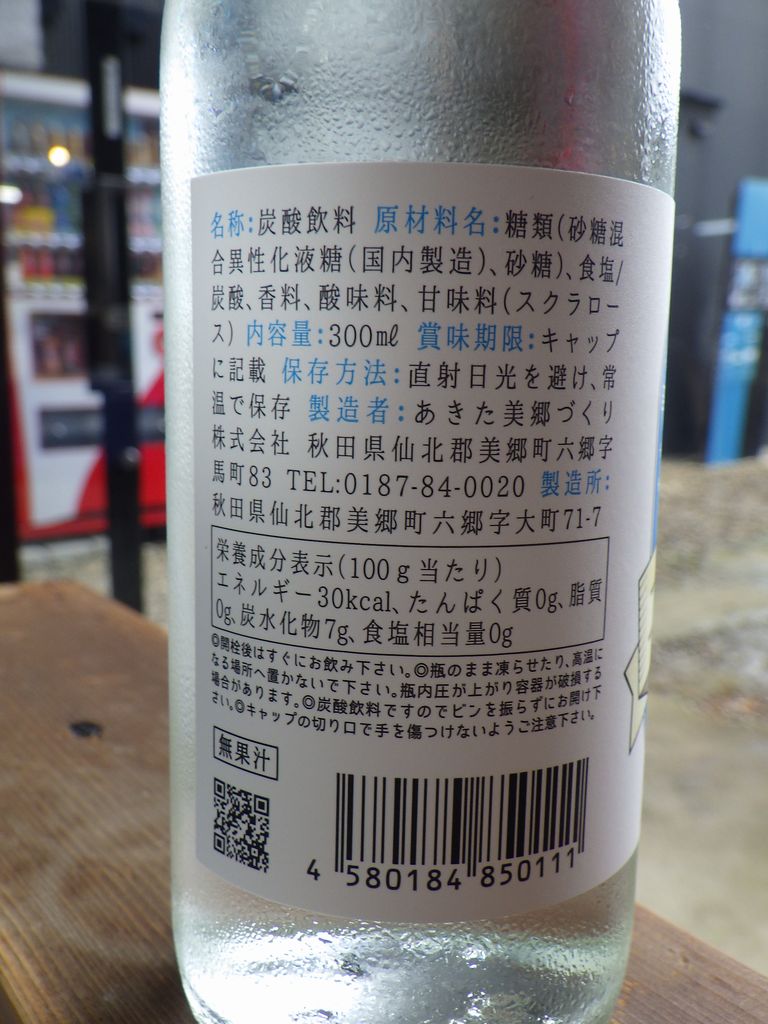 名称:炭酸飲料 原材料名:糖類(砂糖混
合異性化液糖(国内製造)、砂糖)、食塩/
炭酸、香料、酸味料、甘味料(スクラロー
ス) 内容量:300㎖ 賞味期限:キャップ
に記載 保存方法:直射日光を避け、常
温で保存 製造者:あきた美郷づくり
株式会社 秋田県仙北郡美郷町六郷字
馬町83 TEL:0187-84-0020 製造所:
秋田県仙北郡美郷町六郷字大町71-7
栄養成分表示(100g当たり)
エネルギー30kcal、たんぱく質0g、脂質
0g、炭水化物7g、食塩相当量0g
◎開栓後はすぐにお飲み下さい。◎瓶のまま凍らせたり、高温に
なる場所へ置かないで下さい。瓶内圧が上がり容器が破損する
場合があります。◎炭酸飲料ですのでビンを振らずにお開け下
さい。◎キャップの切り口で手を傷つけないようご注意下さい。
無果汁
4 580184 850111